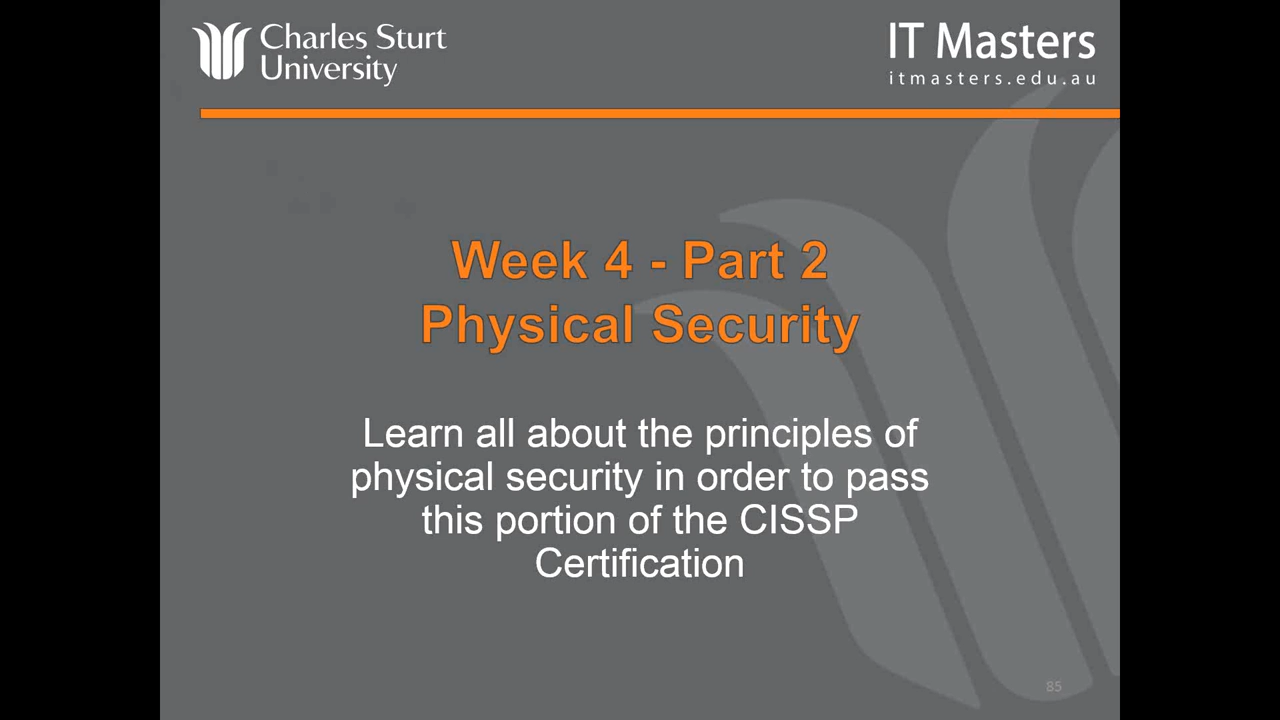 Charles Sturt
University
IT Masters
itmasters.edu.au
Week 4 - Part 2
Physical Security
Learn all about the principles of
physical security in order to pass
this portion of the CISSP
Certification
85